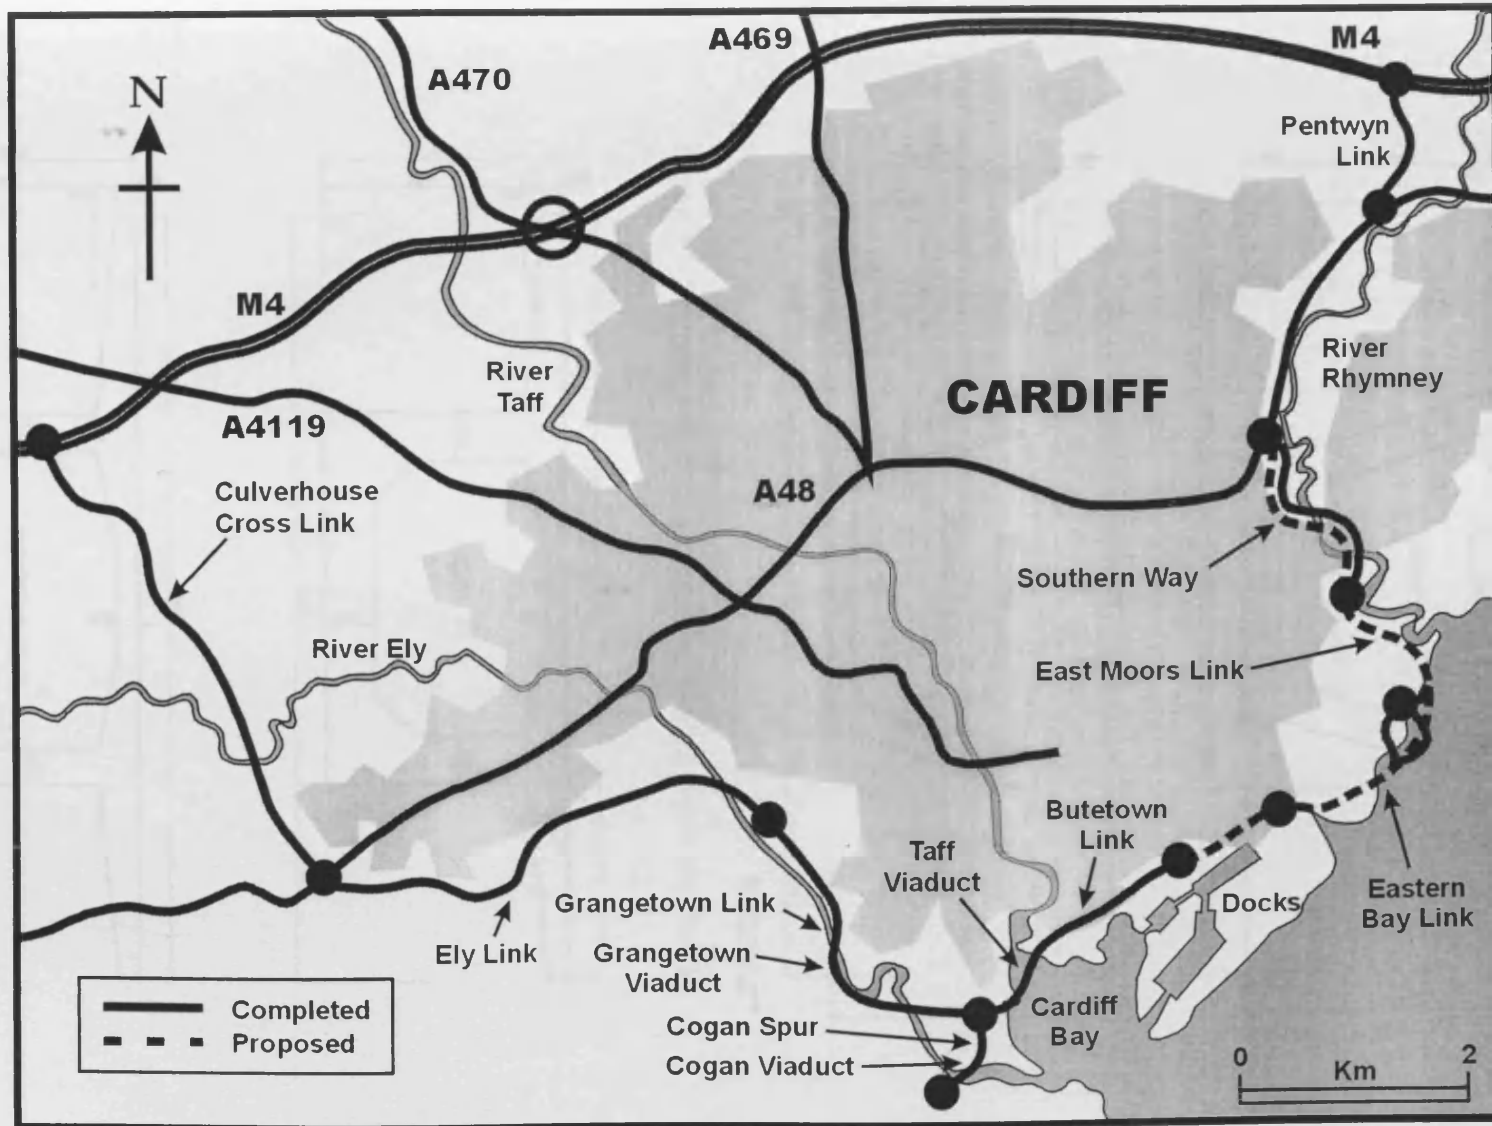 A469
M4
A470
N
Pentwyn
Link
M4
River
Taff
River
Rhymney
CARDIFF
A4119
Culverhouse
Cross Link
A48
Southern Way
River Ely
East Moors Link
Butetown
Link
Taff
Viaduct
Docks
Eastern
Bay Link
Grangetown Link
Ely Link
Grangetown
Viaduct
Completed
Proposed
Cogan Spur
Cogan Viaduct
Cardiff
Bay
0 2
Km